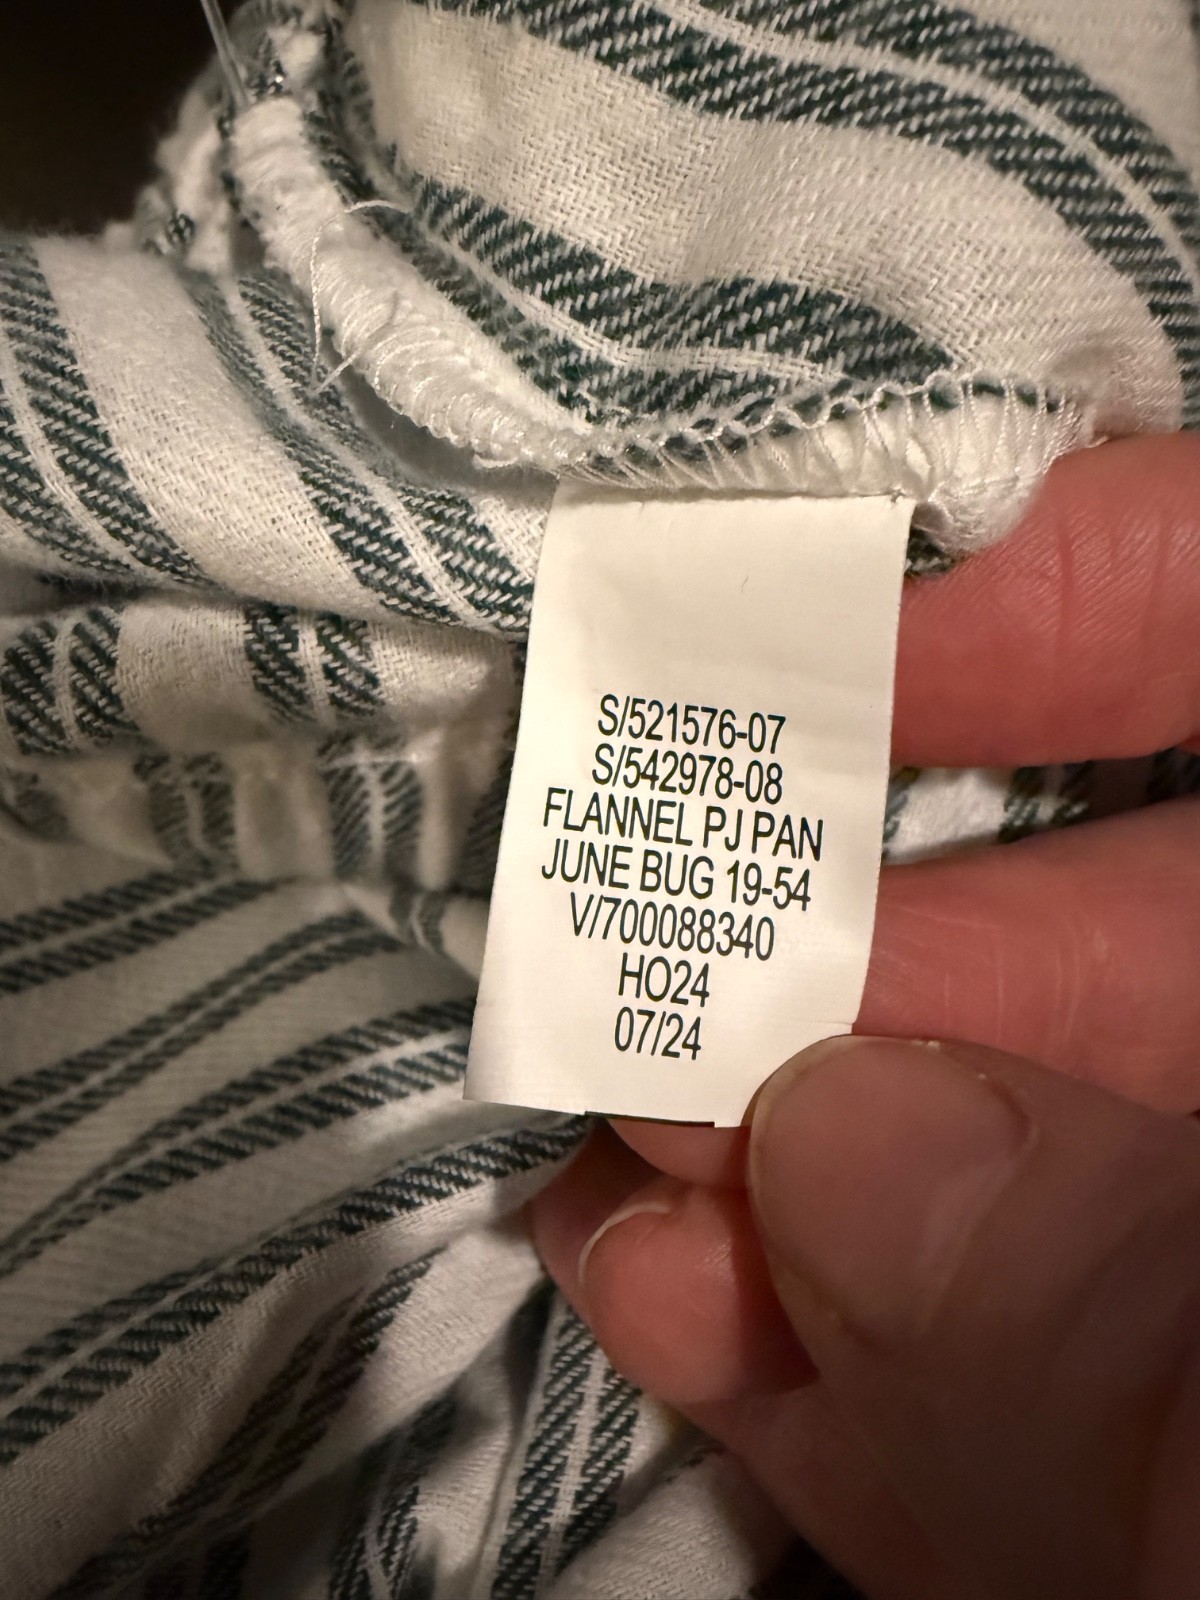 S/521576-07
S/542978-08
FLANNEL PJ PAN
JUNE BUG 19-54
V/700088340
HO24
07/24